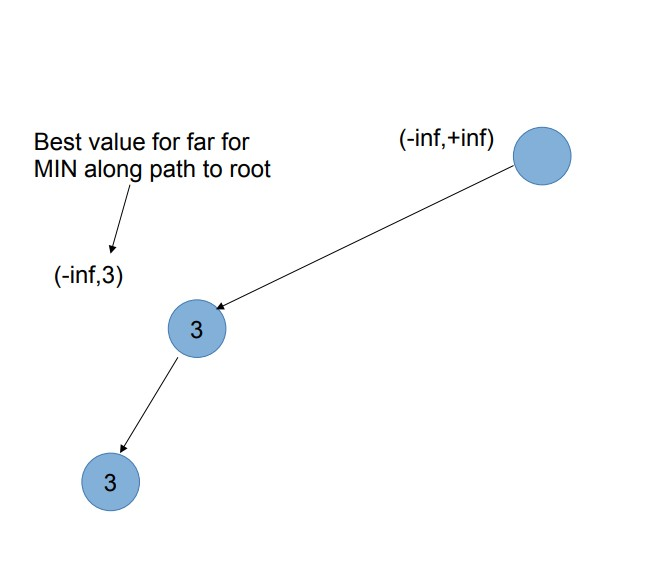 Best value for far for
MIN along path to root
(-inf,+inf)
(-inf,3)
3
3